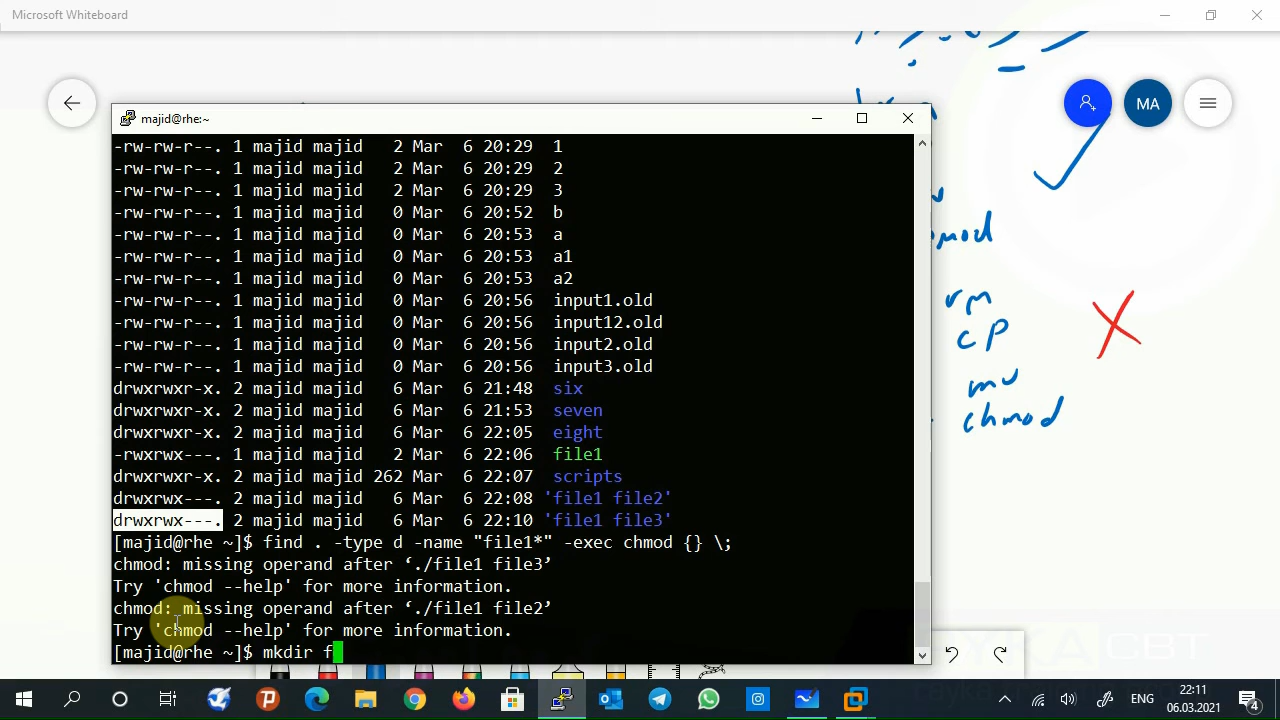 Microsoft Whiteboard
MA
majid@rhe:~
-rw-rw-r--. 1 majid majid   2 Mar  6 20:29  1
-rw-rw-r--. 1 majid majid   2 Mar  6 20:29  2
-rw-rw-r--. 1 majid majid   2 Mar  6 20:29  3
-rw-rw-r--. 1 majid majid   0 Mar  6 20:52  b
-rw-rw-r--. 1 majid majid   0 Mar  6 20:53  a
-rw-rw-r--. 1 majid majid   0 Mar  6 20:53  a1
-rw-rw-r--. 1 majid majid   0 Mar  6 20:53  a2
-rw-rw-r--. 1 majid majid   0 Mar  6 20:56  input1.old
-rw-rw-r--. 1 majid majid   0 Mar  6 20:56  input12.old
-rw-rw-r--. 1 majid majid   0 Mar  6 20:56  input2.old
-rw-rw-r--. 1 majid majid   0 Mar  6 20:56  input3.old
drwxrwxr-x. 2 majid majid   6 Mar  6 21:48  six
drwxrwxr-x. 2 majid majid   6 Mar  6 21:53  seven
drwxrwxr-x. 2 majid majid   6 Mar  6 22:05  eight
-rwxrwx---. 1 majid majid   2 Mar  6 22:06  file1
drwxrwxr-x. 2 majid majid 262 Mar  6 22:07  scripts
drwxrwx---. 2 majid majid   6 Mar  6 22:08 'file1 file2'
drwxrwx---. 2 majid majid   6 Mar  6 22:10 'file1 file3'
[majid@rhe ~]$ find . -type d -name "file1*" -exec chmod {} \;
chmod: missing operand after ‘./file1 file3’
Try 'chmod --help' for more information.
chmod: missing operand after ‘./file1 file2’
Try 'chmod --help' for more information.
[majid@rhe ~]$ mkdir f
rm
cp
mv
chmod
CBT
ENG
22:11
06.03.2021
4